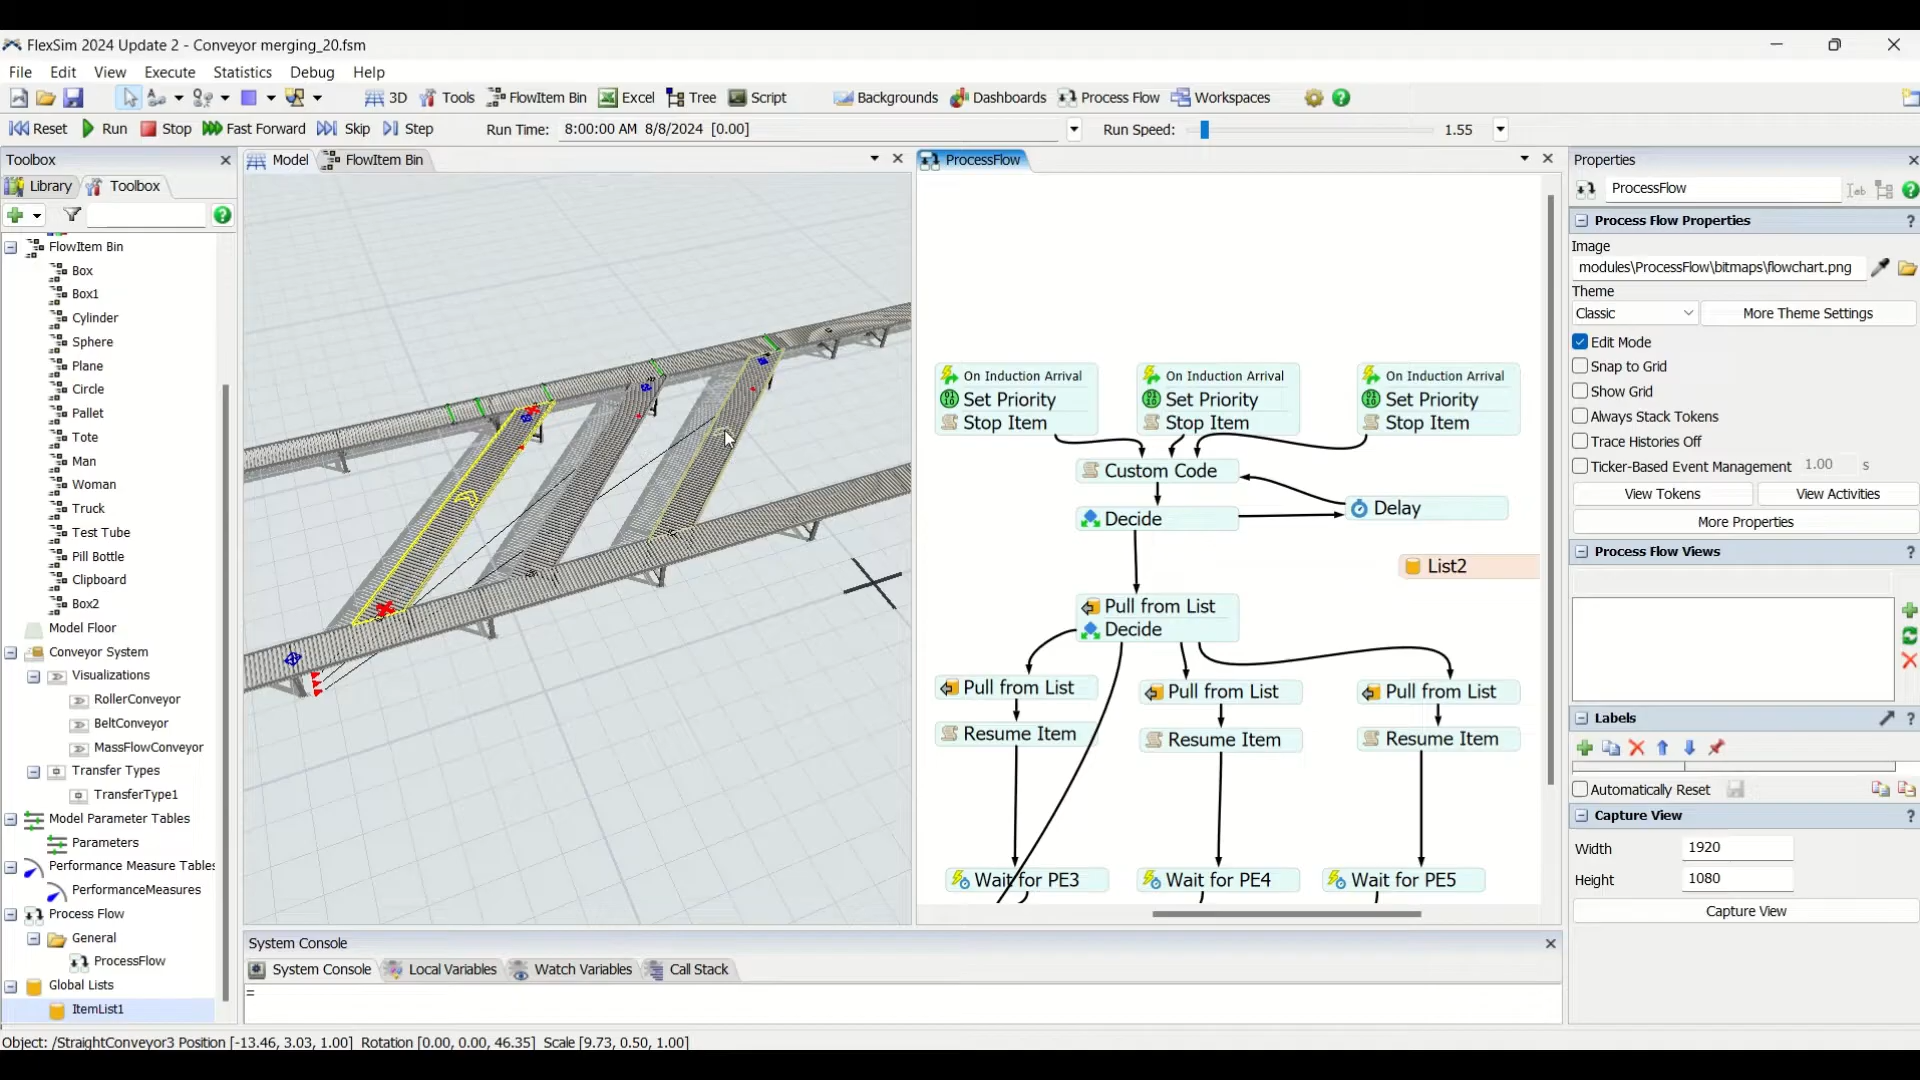 FlexSim 2024 Update 2 - Conveyor merging_20.fsm
File Edit View Execute Statistics Debug Help
3D Tools FlowItem Bin Excel Tree Script Backgrounds Dashboards Process Flow Workspaces
Reset Run Stop Fast Forward Skip Step Run Time: 8:00:00 AM 8/8/2024 [0.00] Run Speed: 1.55
Toolbox
Library Toolbox
FlowItem Bin
Box
Box1
Cylinder
Sphere
Plane
Circle
Pallet
Tote
Man
Woman
Truck
Test Tube
Pill Bottle
Clipboard
Box2
Model Floor
Conveyor System
Visualizations
RollerConveyor
BeltConveyor
MassFlowConveyor
Transfer Types
TransferType1
Model Parameter Tables
Parameters
Performance Measure Tables
PerformanceMeasures
Process Flow
General
ProcessFlow
Global Lists
ItemList1
Model FlowItem Bin
ProcessFlow
On Induction Arrival On Induction Arrival On Induction Arrival
Set Priority Set Priority Set Priority
Stop Item Stop Item Stop Item
Custom Code
Decide Delay
List2
Pull from List
Decide
Pull from List Pull from List Pull from List
Resume Item Resume Item Resume Item
Wait for PE3 Wait for PE4 Wait for PE5
System Console
System Console Local Variables Watch Variables Call Stack
=
Properties
ProcessFlow
Process Flow Properties ?
Image
modules\ProcessFlow\bitmaps\flowchart.png
Theme
Classic More Theme Settings
Edit Mode
Snap to Grid
Show Grid
Always Stack Tokens
Trace Histories Off
Ticker-Based Event Management 1.00 s
View Tokens View Activities
More Properties
Process Flow Views ?
Labels ?
Automatically Reset
Capture View ?
Width 1920
Height 1080
Capture View
Object: /StraightConveyor3 Position [-13.46, 3.03, 1.00] Rotation [0.00, 0.00, 46.35] Scale [9.73, 0.50, 1.00]